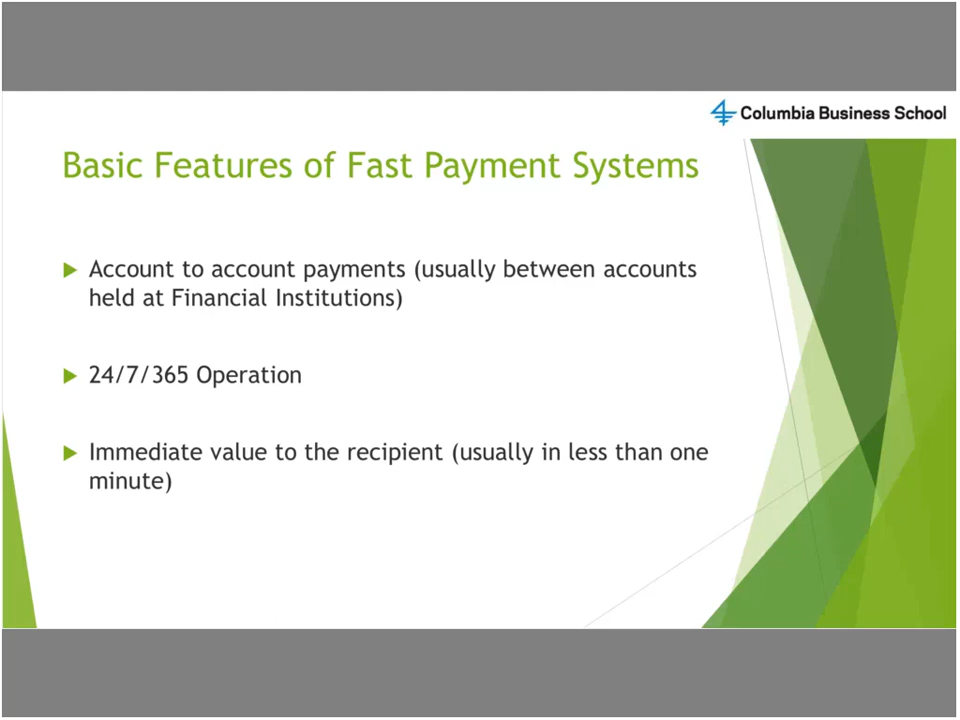 Columbia Business School
Basic Features of Fast Payment Systems
Account to account payments (usually between accounts
held at Financial Institutions)
24/7/365 Operation
Immediate value to the recipient (usually in less than one
minute)